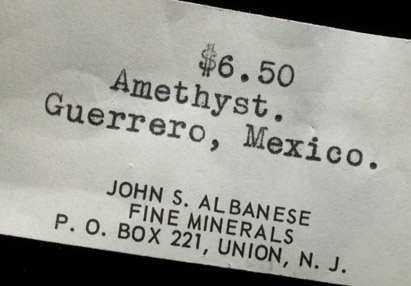 $6.50
Amethyst.
Guerrero, Mexico.
JOHN S. ALBANESE
FINE MINERALS
P. O. BOX 221, UNION, N. J.